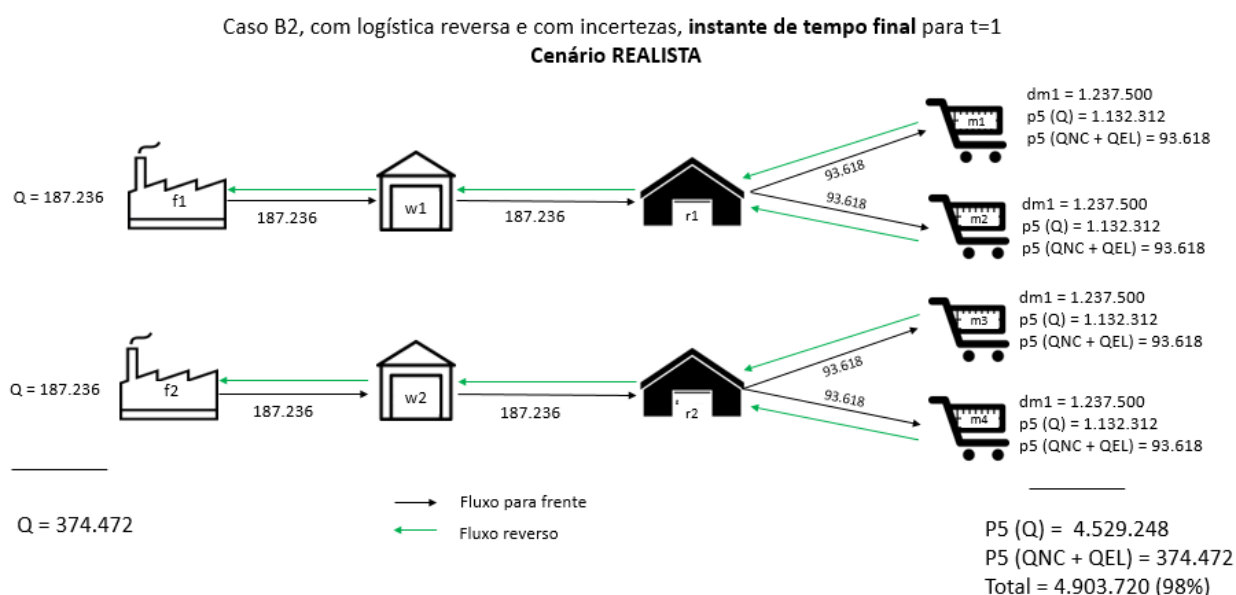 Caso B2, com logística reversa e com incertezas, instante de tempo final para t=1
Cenário REALISTA
dm1 = 1.237.500
p5 (Q) = 1.132.312
p5 (QNC + QEL) = 93.618
m1
93.618
Q = 187.236
f1
187.236
w1
187.236
r1
93.618
m2
dm1 = 1.237.500
p5 (Q) = 1.132.312
p5 (QNC + QEL) = 93.618
dm1 = 1.237.500
p5 (Q) = 1.132.312
p5 (QNC + QEL) = 93.618
m3
93.618
Q = 187.236
f2
187.236
w2
187.236
r2
93.618
m4
dm1 = 1.237.500
p5 (Q) = 1.132.312
p5 (QNC + QEL) = 93.618
Q = 374.472
Fluxo para frente
Fluxo reverso
P5 (Q) = 4.529.248
P5 (QNC + QEL) = 374.472
Total = 4.903.720 (98%)